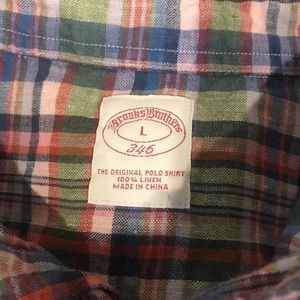 Brooks Brothers
L
346
THE ORIGINAL POLO SHIRT
100% LINEN
MADE IN CHINA